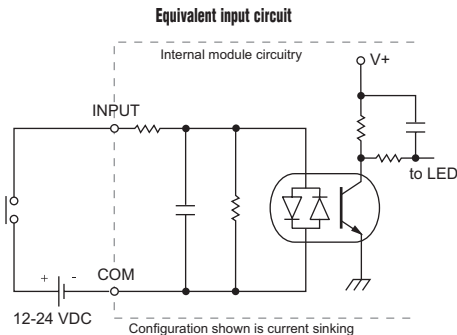 Equivalent input circuit
Internal module circuitry
V+
INPUT
to LED
+ -
COM
12-24 VDC
Configuration shown is current sinking